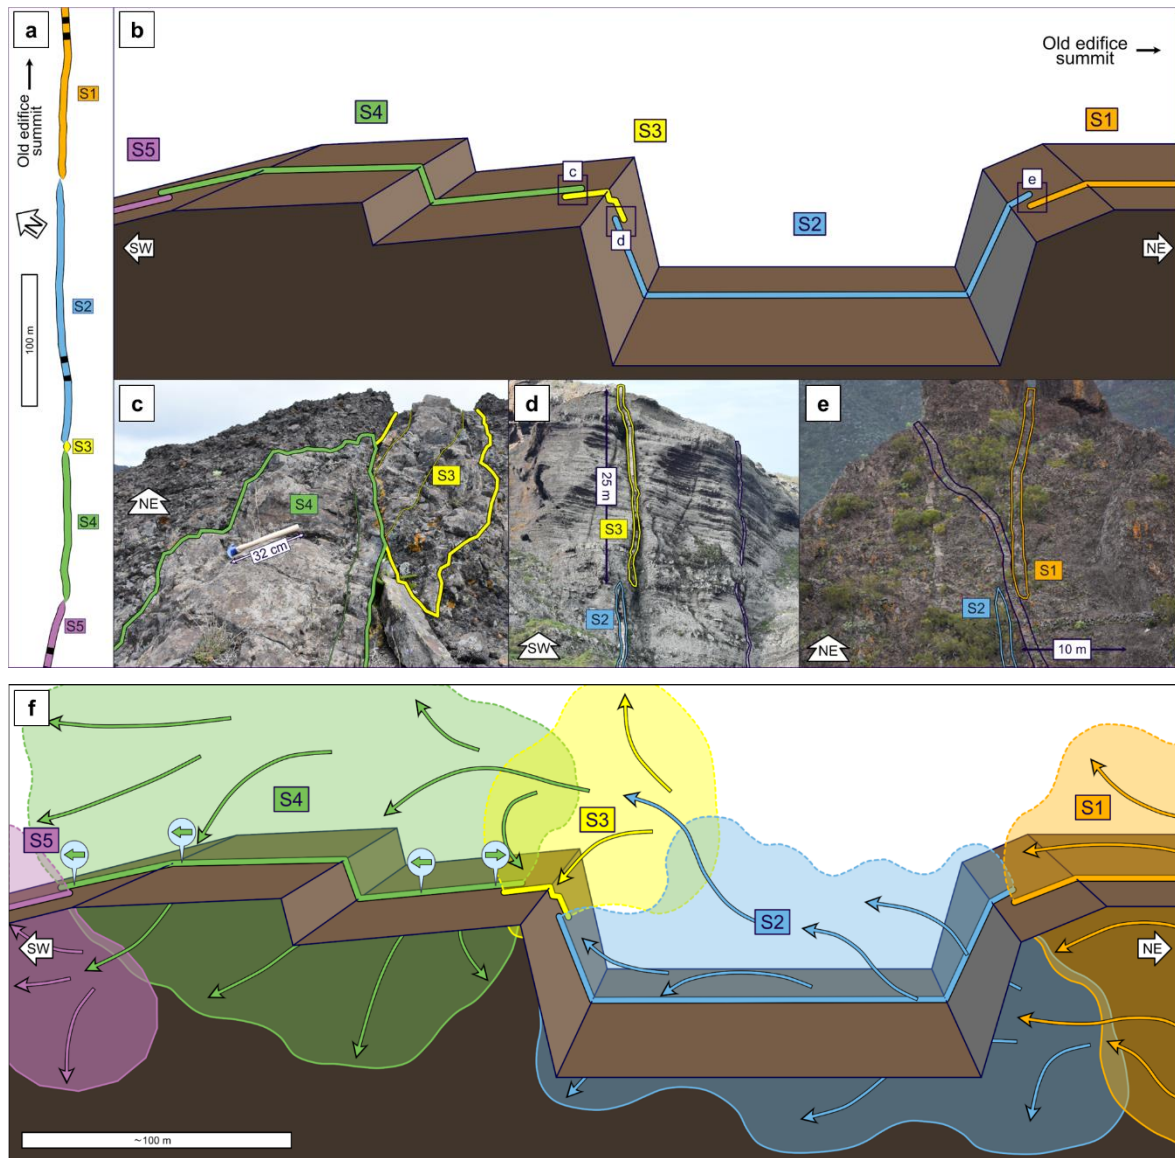 a
Old edifice
summit
S1
N
S2
100 m
S3
S4
S5
b
Old edifice
summit
S5
S4
S3
S2
S1
c
d
e
SW
NE
c
S4
S3
NE
32 cm
d
25 m
S3
S2
SW
e
S1
S2
NE
10 m
f
S5
S4
S3
S2
S1
SW
NE
~100 m